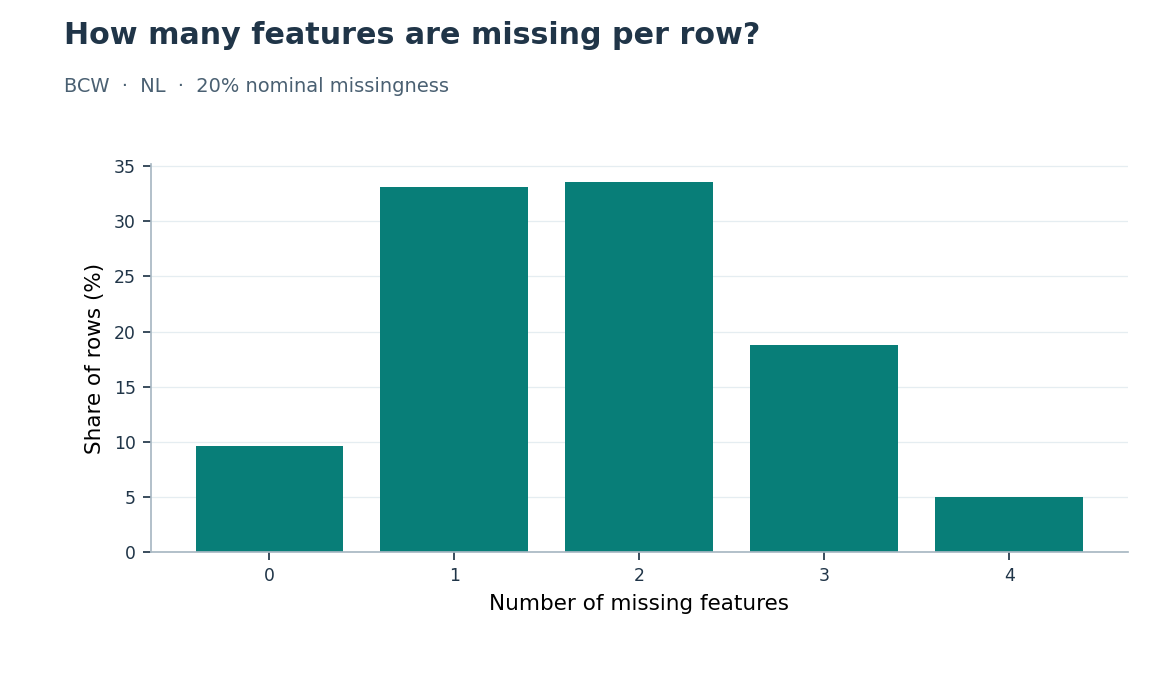 How many features are missing per row?
BCW · NL · 20% nominal missingness
35
30
25
20
15
10
5
0
Share of rows (%)
0 1 2 3 4
Number of missing features